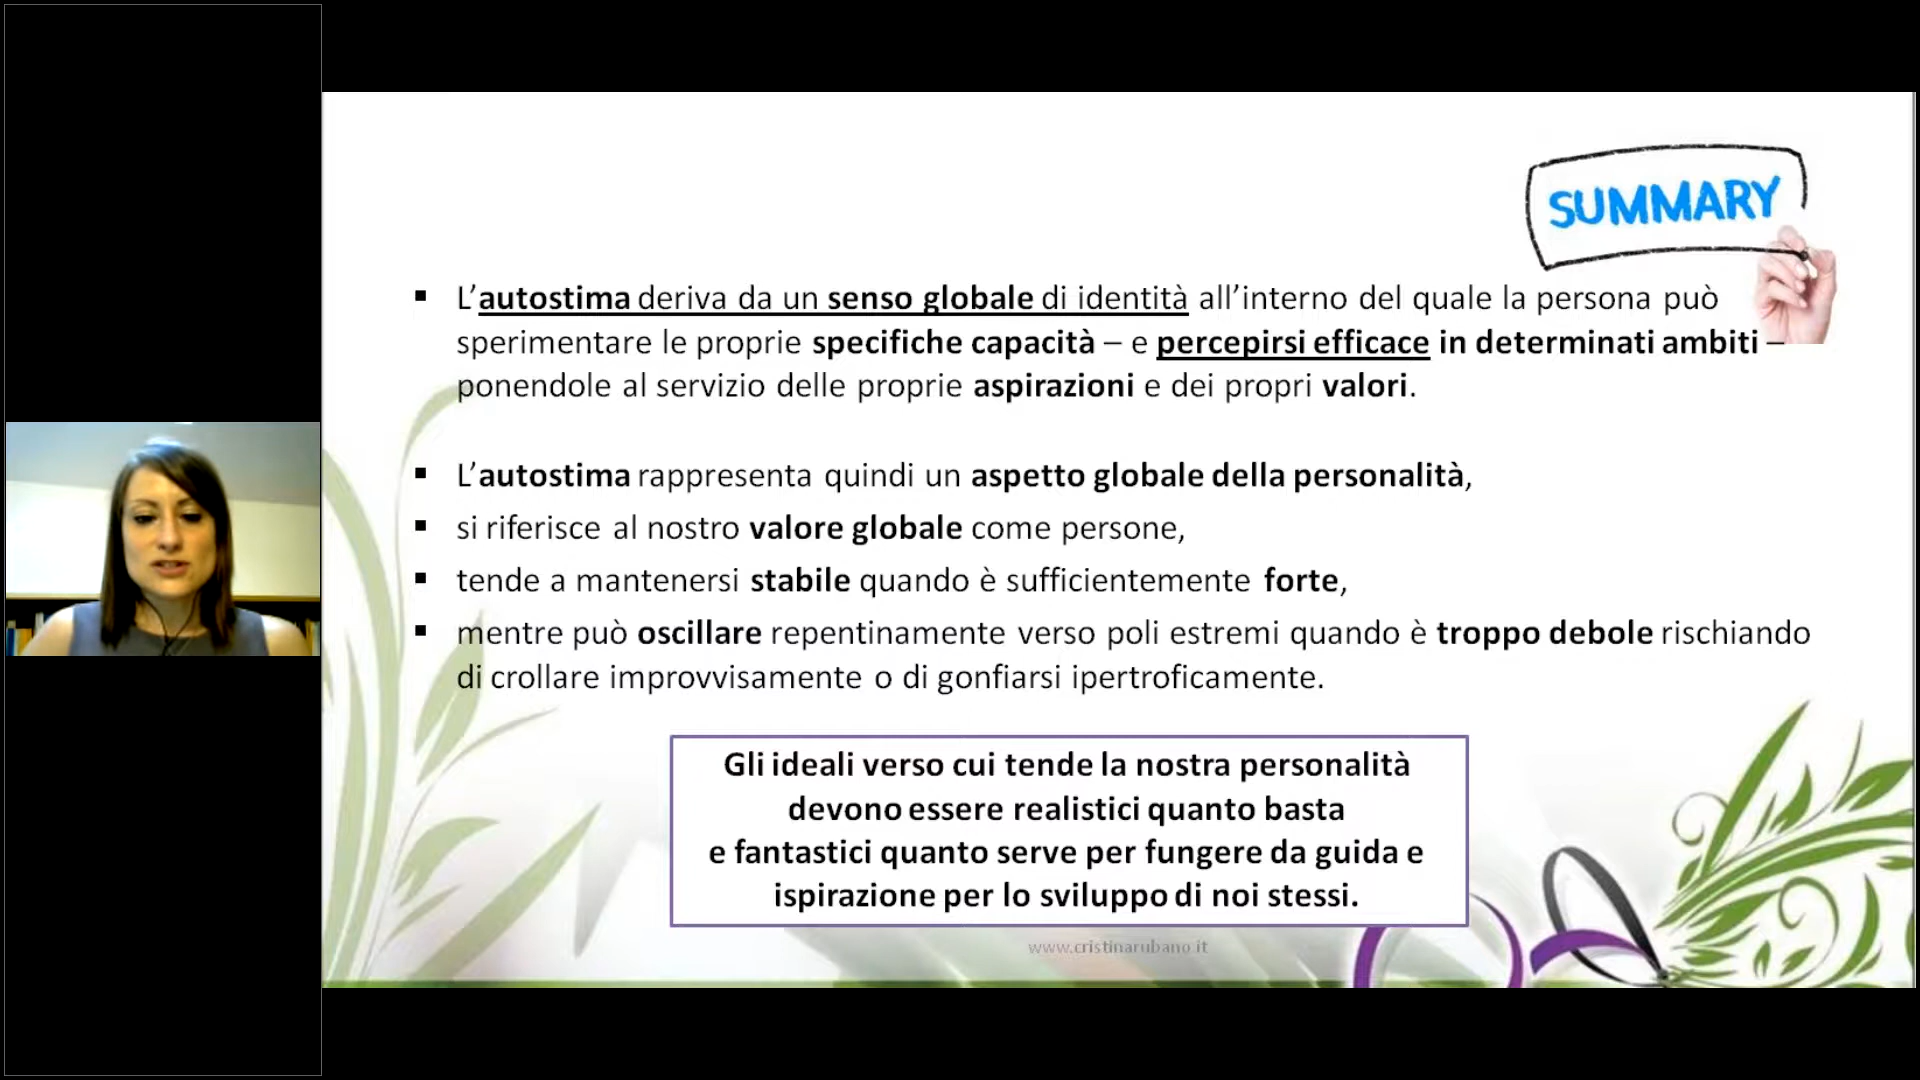 SUMMARY
▪ L’autostima deriva da un senso globale di identità all’interno del quale la persona può
sperimentare le proprie specifiche capacità – e percepirsi efficace in determinati ambiti –
ponendole al servizio delle proprie aspirazioni e dei propri valori.
▪ L’autostima rappresenta quindi un aspetto globale della personalità,
▪ si riferisce al nostro valore globale come persone,
▪ tende a mantenersi stabile quando è sufficientemente forte,
▪ mentre può oscillare repentinamente verso poli estremi quando è troppo debole rischiando
di crollare improvvisamente o di gonfiarsi ipertroficamente.
Gli ideali verso cui tende la nostra personalità
devono essere realistici quanto basta
e fantastici quanto serve per fungere da guida e
ispirazione per lo sviluppo di noi stessi.
www.cristinarubano.it